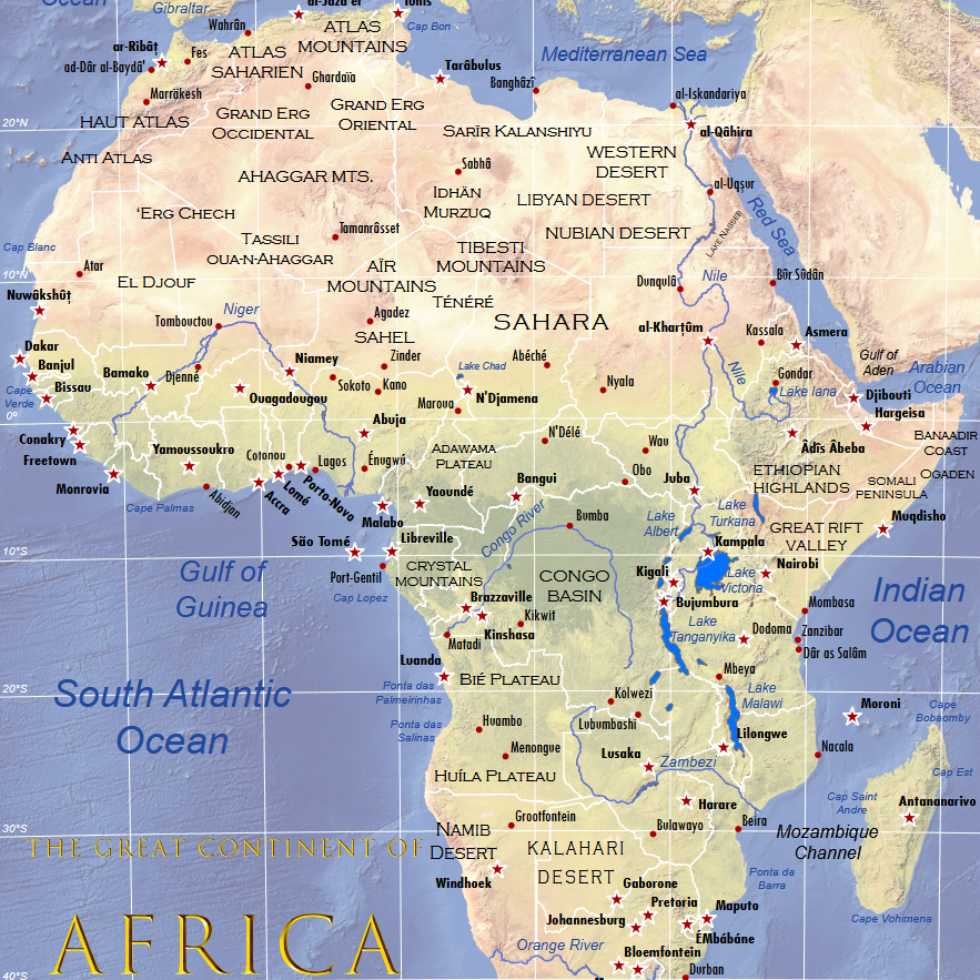 Ocean
Gibraltar
al-Jazā'er
Tūnis
Wahrân
ATLAS
MOUNTAINS
Cap Bon
ar-Ribât
Fes
ATLAS
SAHARIEN
Mediterranean Sea
ad-Dâr al-Baydâ'
Ghardaïa
Tarâbulus
Banghâzî
Marrâkesh
GRAND ERG
ORIENTAL
al-Iskandariya
GRAND ERG
OCCIDENTAL
20°N
HAUT ATLAS
SARĪR KALANSHIYU
al-Qâhira
ANTI ATLAS
WESTERN
DESERT
AHAGGAR MTS.
Sabhâ
al-Uqsur
IDHĀN
MURZUQ
LIBYAN DESERT
Red Sea
'ERG CHECH
Tamanrâsset
NUBIAN DESERT
LAKE NASSER
Cap Blanc
TASSILI
OUA-N-AHAGGAR
TIBESTI
MOUNTAINS
Atar
AÏR
MOUNTAINS
10°N
EL DJOUF
Dunqulâ
Nile
Bûr Sûdân
Nuwâkshôţ
TÉNÉRÉ
Niger
Agadez
Tombouctou
SAHARA
al-Kharţûm
Kassala
Asmera
SAHEL
Dakar
Niamey
Zinder
Abéché
Gulf of
Aden
Arabian
Ocean
Banjul
Bamako
Djenné
Lake Chad
Nile
Gondar
Bissau
Sokoto
Kano
Nyala
Cape
Verde
Ouagadougou
Maroua
N'Djamena
Lake Tana
Djibouti
0°
Abuja
Hargeisa
Conakry
N'Délé
Wau
Âdîs Âbeba
BANAADIR
COAST
Freetown
Yamoussoukro
Cotonou
Lagos
Énugwú
ADAWAMA
PLATEAU
Obo
ETHIOPIAN
HIGHLANDS
OGADEN
Monrovia
Bangui
Juba
SOMALI
PENINSULA
Abidjan
Accra
Lomé
Porto-Novo
Yaoundé
Cape Palmas
Malabo
Congo River
Bumba
Lake
Albert
Lake
Turkana
Muqdisho
GREAT RIFT
VALLEY
São Tomé
Libreville
Kampala
10°S
CRYSTAL
MOUNTAINS
Port-Gentil
Kigali
Lake
Victoria
Nairobi
Gulf of
Guinea
CONGO
BASIN
Indian
Ocean
Cap Lopez
Brazzaville
Bujumbura
Mombasa
Kikwit
Kinshasa
Lake
Tanganyika
Dodoma
Zanzibar
Matadi
Dâr as Salâm
Luanda
Mbeya
BIÉ PLATEAU
20°S
South Atlantic
Ocean
Ponta das
Palmeirinhas
Kolwezi
Lake
Malawi
Moroni
Cape
Bobaomby
Ponta das
Salinas
Huambo
Lubumbashi
Lilongwe
Menongue
Lusaka
Zambezi
Nacala
HUÍLA PLATEAU
Cap Est
Harare
Cap Saint
Andre
Antananarivo
Grootfontein
Bulawayo
Beira
30°S
NAMIB
DESERT
Mozambique
Channel
THE GREAT CONTINENT OF
KALAHARI
DESERT
Windhoek
Gaborone
Ponta da
Barra
Pretoria
Maputo
Johannesburg
AFRICA
Cape Vohimena
ÉMbábáne
Orange River
Bloemfontein
Durban
40°S